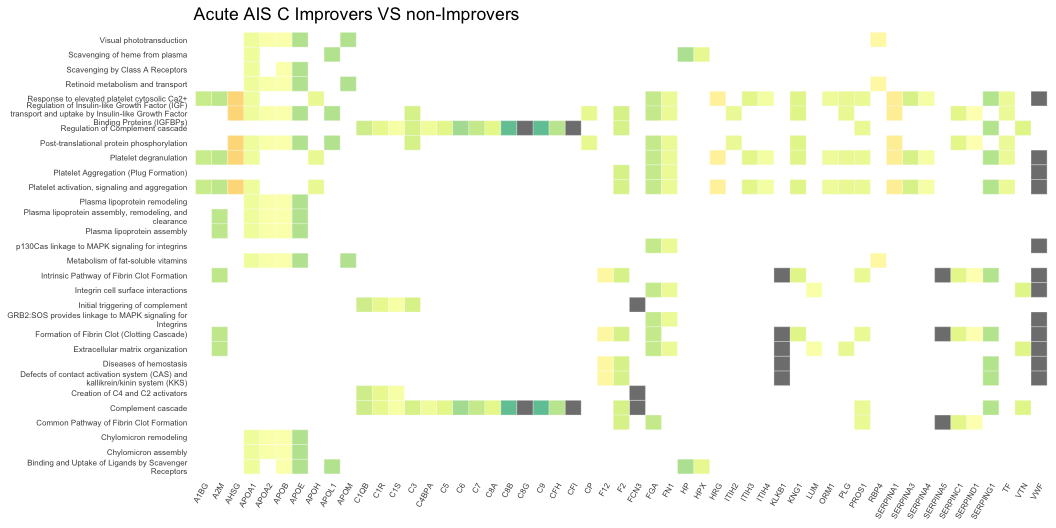 Acute AIS C Improvers VS non-Improvers
Visual phototransduction
Scavenging of heme from plasma
Scavenging by Class A Receptors
Retinoid metabolism and transport
Response to elevated platelet cytosolic Ca2+
Regulation of Insulin-like Growth Factor (IGF)
transport and uptake by Insulin-like Growth Factor
Binding Proteins (IGFBPs)
Regulation of Complement cascade
Post-translational protein phosphorylation
Platelet degranulation
Platelet Aggregation (Plug Formation)
Platelet activation, signaling and aggregation
Plasma lipoprotein remodeling
Plasma lipoprotein assembly, remodeling, and
clearance
Plasma lipoprotein assembly
p130Cas linkage to MAPK signaling for integrins
Metabolism of fat-soluble vitamins
Intrinsic Pathway of Fibrin Clot Formation
Integrin cell surface interactions
Initial triggering of complement
GRB2:SOS provides linkage to MAPK signaling for
Integrins
Formation of Fibrin Clot (Clotting Cascade)
Extracellular matrix organization
Diseases of hemostasis
Defects of contact activation system (CAS) and
kallikrein/kinin system (KKS)
Creation of C4 and C2 activators
Complement cascade
Common Pathway of Fibrin Clot Formation
Chylomicron remodeling
Chylomicron assembly
Binding and Uptake of Ligands by Scavenger
Receptors
A1BG
A2M
AHSG
APOA1
APOA2
APOB
APOE
APOH
APOL1
APOM
C1QB
C1R
C1S
C3
C4BPA
C5
C6
C7
C8A
C8B
C8G
C9
CFH
CFI
CP
F12
F2
FCN3
FGA
FN1
HP
HPX
HRG
ITIH2
ITIH3
ITIH4
KLKB1
KNG1
LUM
ORM1
PLG
PROS1
RBP4
SERPINA1
SERPINA3
SERPINA4
SERPINA5
SERPINC1
SERPIND1
SERPING1
TF
VTN
VWF